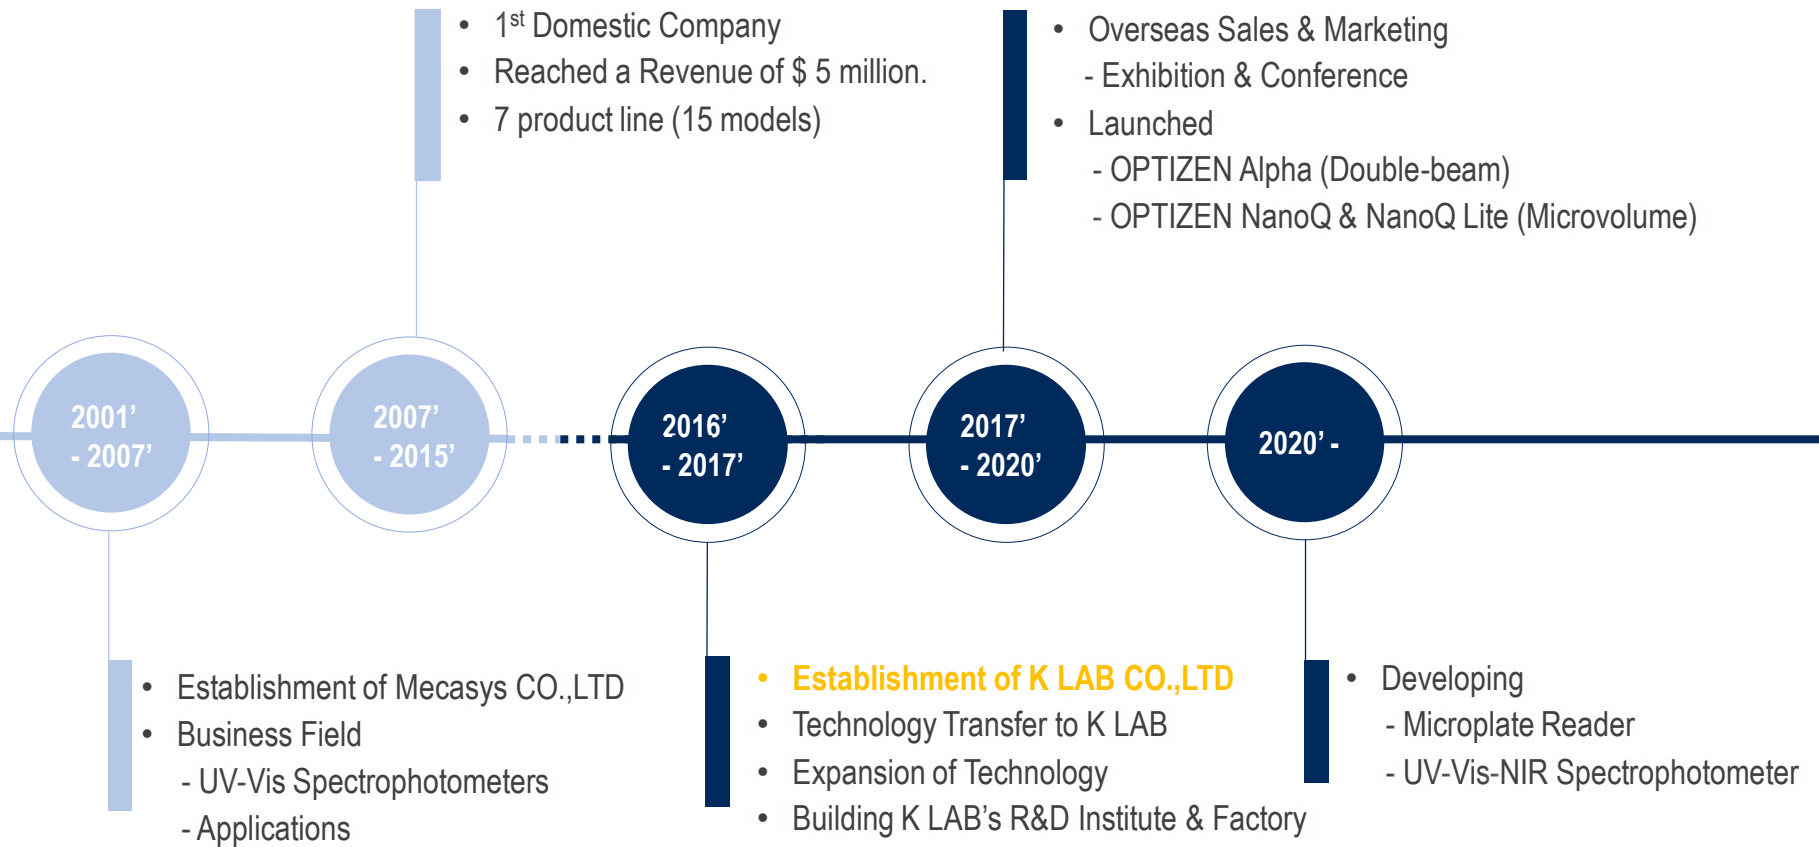 • 1st Domestic Company
• Reached a Revenue of $ 5 million.
• 7 product line (15 models)
• Overseas Sales & Marketing
- Exhibition & Conference
• Launched
- OPTIZEN Alpha (Double-beam)
- OPTIZEN NanoQ & NanoQ Lite (Microvolume)
2001’
- 2007’
2007’
- 2015’
2016’
- 2017’
2017’
- 2020’
2020’ -
• Establishment of Mecasys CO.,LTD
• Business Field
- UV-Vis Spectrophotometers
- Applications
• Establishment of K LAB CO.,LTD
• Technology Transfer to K LAB
• Expansion of Technology
• Building K LAB’s R&D Institute & Factory
• Developing
- Microplate Reader
- UV-Vis-NIR Spectrophotometer